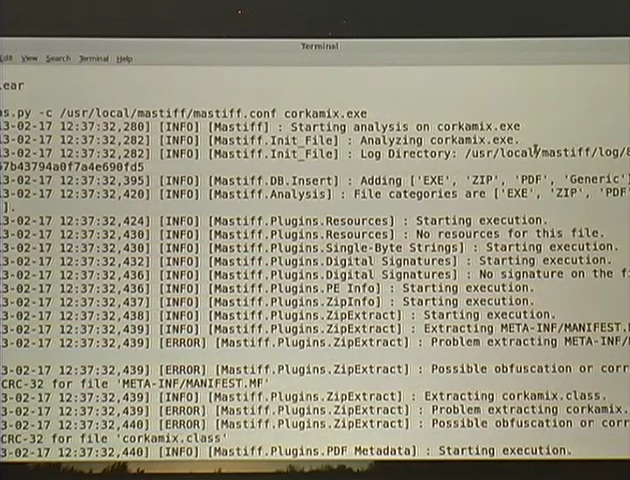 Terminal
Edit View Search Terminal Help
lear
s.py -c /usr/local/mastiff/mastiff.conf corkamix.exe
13-02-17 12:37:32,280] [INFO] [Mastiff] : Starting analysis on corkamix.exe
13-02-17 12:37:32,282] [INFO] [Mastiff.Init_File] : Analyzing corkamix.exe.
13-02-17 12:37:32,282] [INFO] [Mastiff.Init_File] : Log Directory: /usr/local/mastiff/log/
57b43794a0f7a4e690fd5
13-02-17 12:37:32,395] [INFO] [Mastiff.DB.Insert] : Adding ['EXE', 'ZIP', 'PDF', 'Generic']
13-02-17 12:37:32,420] [INFO] [Mastiff.Analysis] : File categories are ['EXE', 'ZIP', 'PDF'
].
13-02-17 12:37:32,424] [INFO] [Mastiff.Plugins.Resources] : Starting execution.
13-02-17 12:37:32,430] [INFO] [Mastiff.Plugins.Resources] : No resources for this file.
13-02-17 12:37:32,430] [INFO] [Mastiff.Plugins.Single-Byte Strings] : Starting execution.
13-02-17 12:37:32,432] [INFO] [Mastiff.Plugins.Digital Signatures] : Starting execution.
13-02-17 12:37:32,436] [INFO] [Mastiff.Plugins.Digital Signatures] : No signature on the f
13-02-17 12:37:32,436] [INFO] [Mastiff.Plugins.PE Info] : Starting execution.
13-02-17 12:37:32,437] [INFO] [Mastiff.Plugins.ZipInfo] : Starting execution.
13-02-17 12:37:32,438] [INFO] [Mastiff.Plugins.ZipExtract] : Starting execution.
13-02-17 12:37:32,439] [INFO] [Mastiff.Plugins.ZipExtract] : Extracting META-INF/MANIFEST.
13-02-17 12:37:32,439] [ERROR] [Mastiff.Plugins.ZipExtract] : Problem extracting META-INF/
3-02-17 12:37:32,439] [ERROR] [Mastiff.Plugins.ZipExtract] : Possible obfuscation or corr
CRC-32 for file 'META-INF/MANIFEST.MF'
3-02-17 12:37:32,439] [INFO] [Mastiff.Plugins.ZipExtract] : Extracting corkamix.class.
3-02-17 12:37:32,439] [ERROR] [Mastiff.Plugins.ZipExtract] : Problem extracting corkamix.
3-02-17 12:37:32,440] [ERROR] [Mastiff.Plugins.ZipExtract] : Possible obfuscation or corr
CRC-32 for file 'corkamix.class'
3-02-17 12:37:32,440] [INFO] [Mastiff.Plugins.PDF Metadata] : Starting execution.